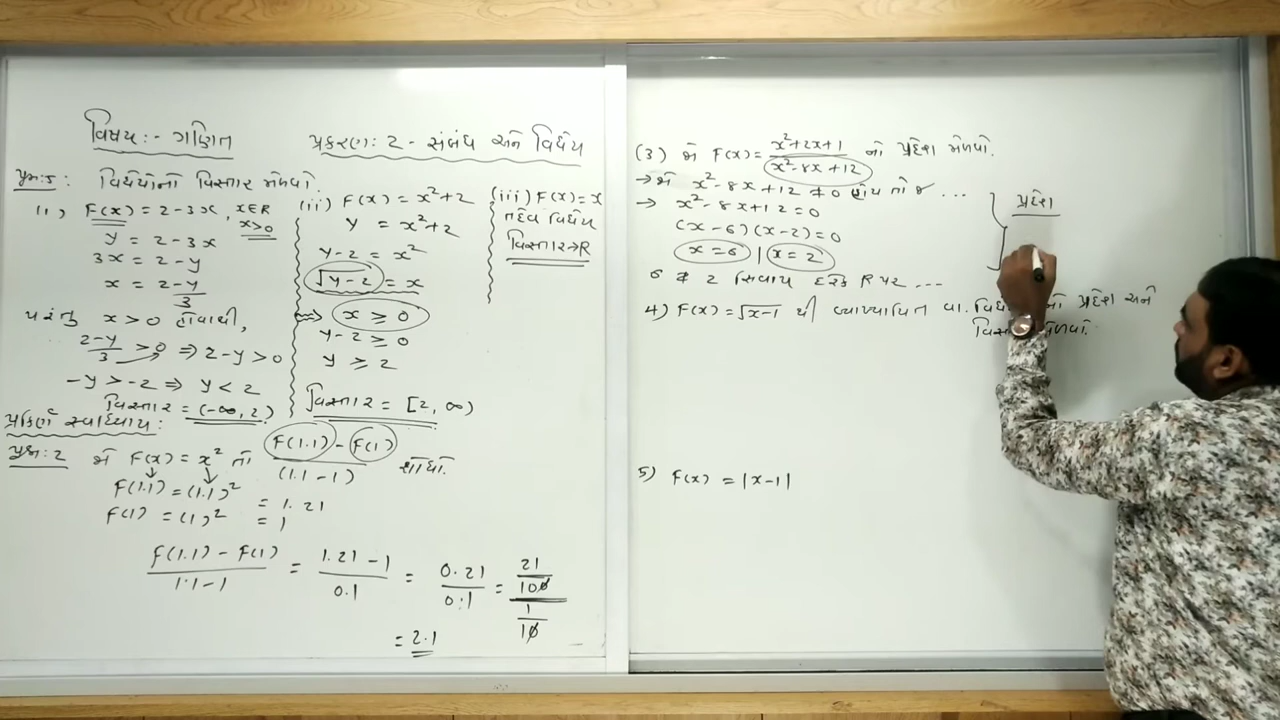 વિષય:- ગણિત
પ્રકરણ: 2 - સંબંધ અને વિધેય
પ્રશ્ન:5: વિધેયોનો વિસ્તાર મેળવો.
(i) F(x) = 2-3x, x∈R
x>0
y = 2-3x
3x = 2-y
x = 2-y
3
પરંતુ x > 0 હોવાથી,
2-y/3 > 0 ⇒ 2-y > 0
-y > -2 ⇒ y < 2
વિસ્તાર = (-∞, 2)
(ii) F(x) = x²+2
y = x²+2
y-2 = x²
√y-2 = x
⇒ x ≥ 0
y-2 ≥ 0
y ≥ 2
વિસ્તાર = [2, ∞)
(iii) F(x) = x
તદેવ વિધેય
વિસ્તાર→R
પ્રકીર્ણ સ્વાધ્યાય:
પ્રશ્ન:2 જો F(x) = x² તો F(1.1) - F(1) / (1.1 - 1) શોધો.
F(1.1) = (1.1)² = 1.21
F(1) = (1)² = 1
F(1.1) - F(1) / 1.1 - 1 = 1.21 - 1 / 0.1 = 0.21 / 0.1 = 21/100 / 1/10
= 2.1
(3) જો F(x) = x²+2x+1 / x²-8x+12 નો પ્રદેશ મેળવો.
→ જો x²-8x+12 ≠ 0 હોય તો જ ...
→ x²-8x+12 = 0
(x-6)(x-2) = 0
x = 6 | x = 2
6 કે 2 સિવાય દરેક R પર ...
પ્રદેશ
4) F(x) = √x-1 થી વ્યાખ્યાયિત વા. પ્રદેશ અને
5) F(x) = |x-1|